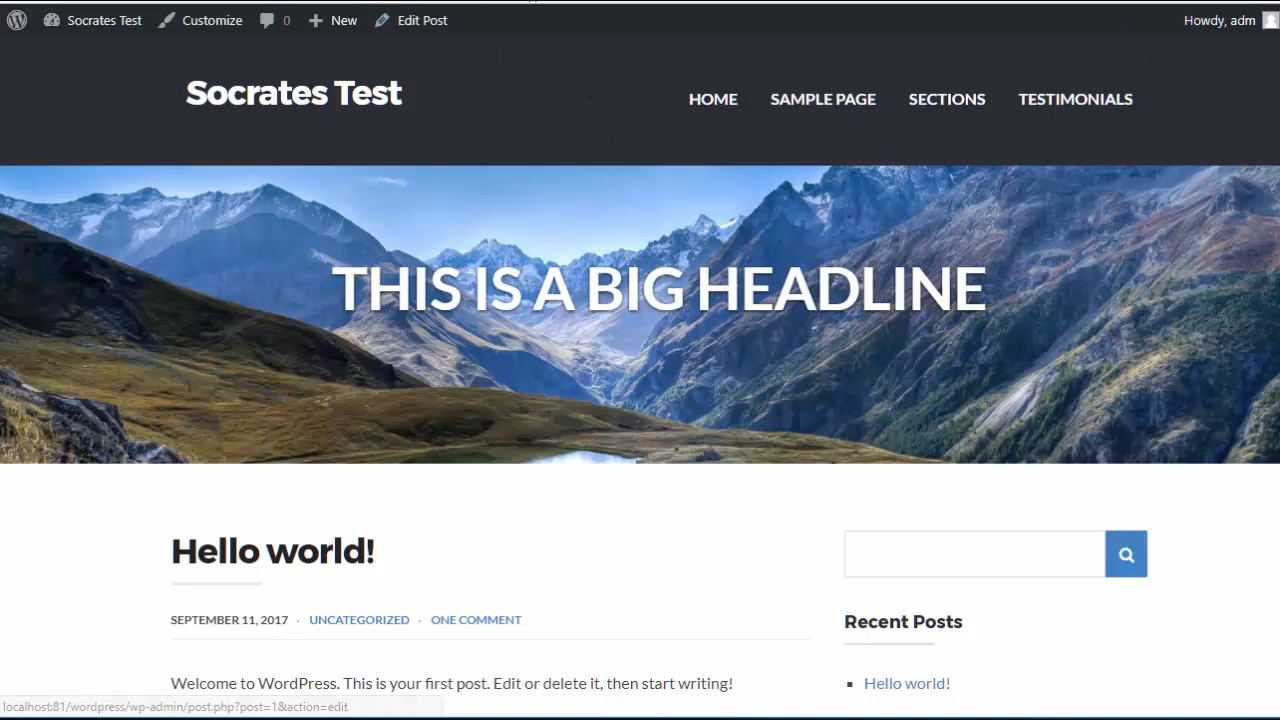 Socrates Test Customize 0 New Edit Post Howdy, adm
Socrates Test
HOME SAMPLE PAGE SECTIONS TESTIMONIALS
THIS IS A BIG HEADLINE
Hello world!
SEPTEMBER 11, 2017 · UNCATEGORIZED · ONE COMMENT
Welcome to WordPress. This is your first post. Edit or delete it, then start writing!
Recent Posts
Hello world!
localhost:81/wordpress/wp-admin/post.php?post=1&action=edit